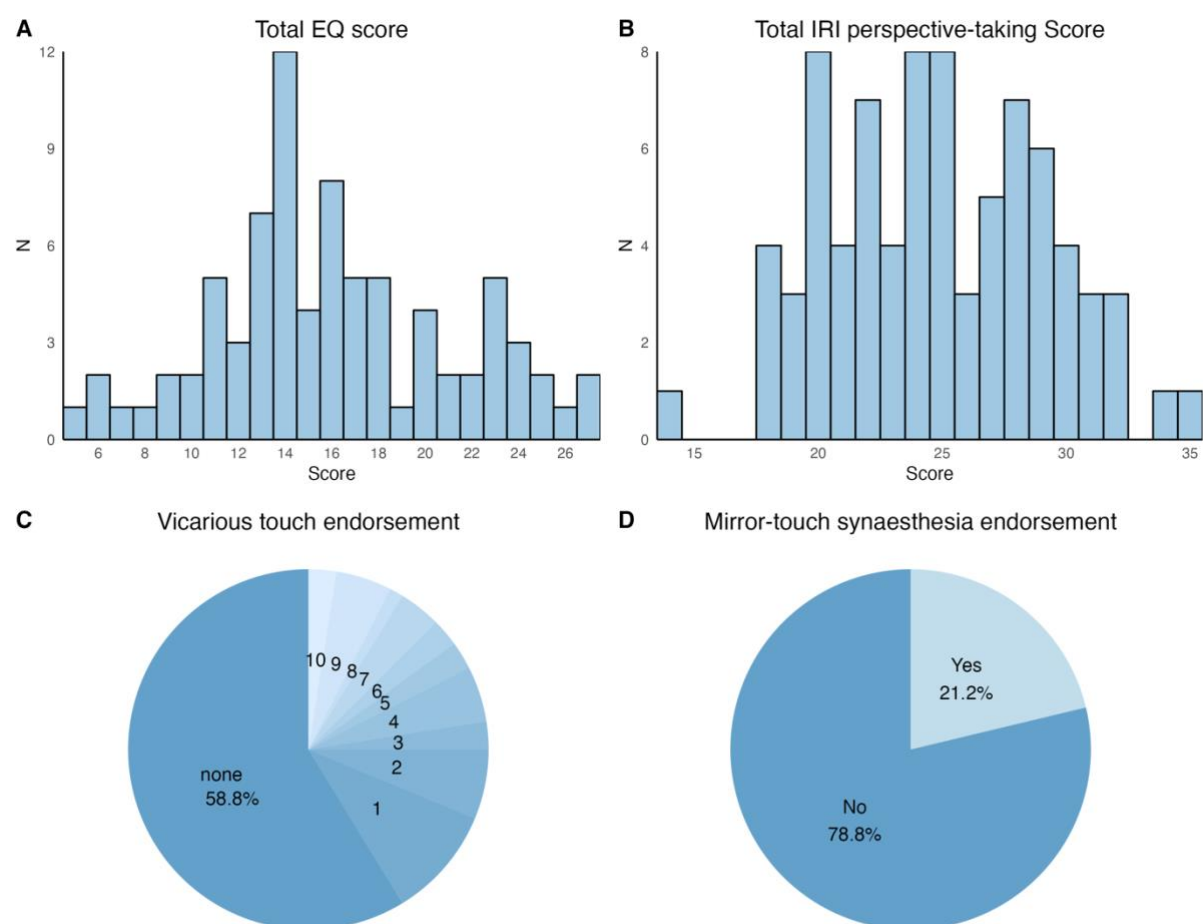 A Total EQ score
12
9
N
6
3
0
6 8 10 12 14 16 18 20 22 24 26
Score
B Total IRI perspective-taking Score
8
6
N
4
2
0
15 20 25 30 35
Score
C Vicarious touch endorsement
10 9 8 7 6 5 4 3 2 1
none
58.8%
D Mirror-touch synaesthesia endorsement
Yes
21.2%
No
78.8%